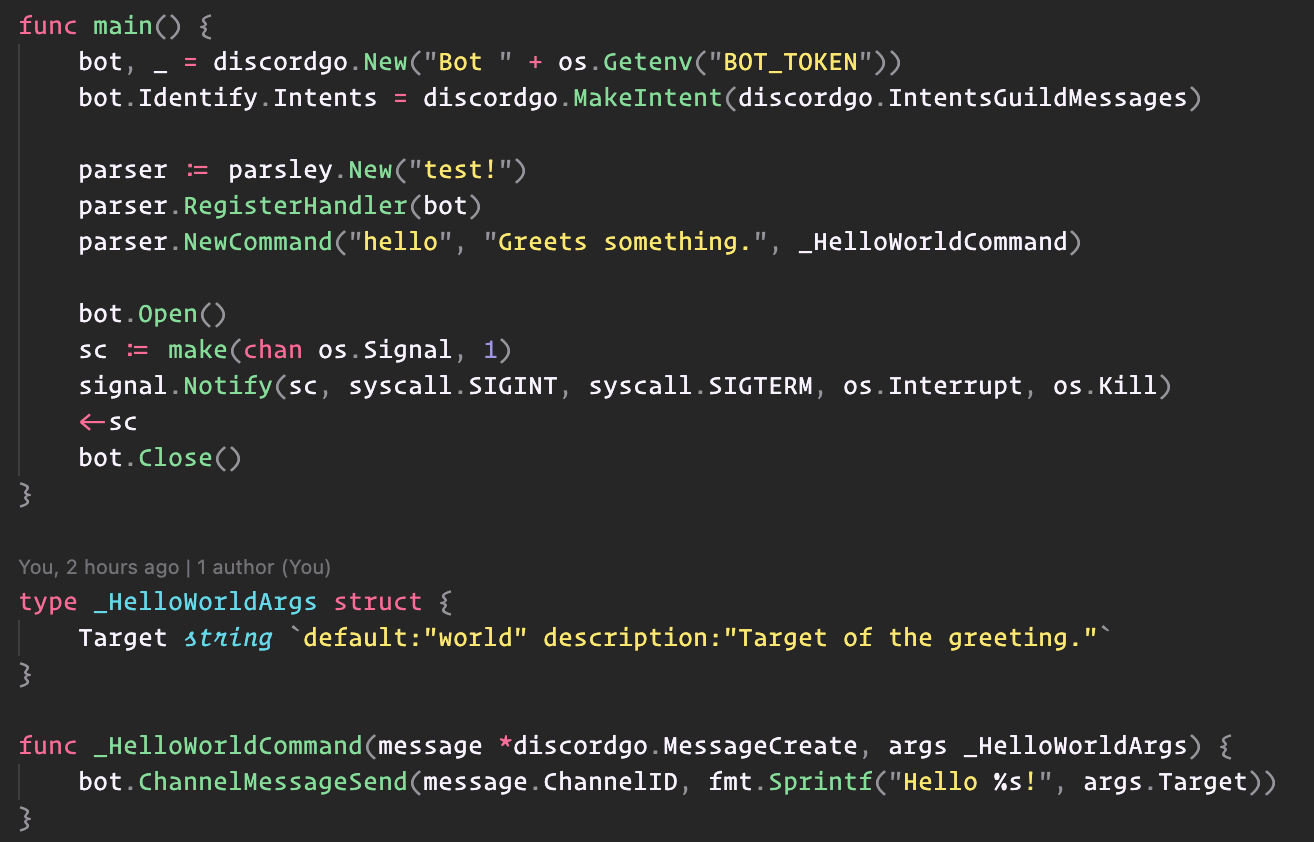 func main() {
    bot, _ = discordgo.New("Bot " + os.Getenv("BOT_TOKEN"))
    bot.Identify.Intents = discordgo.MakeIntent(discordgo.IntentsGuildMessages)

    parser := parsley.New("test!")
    parser.RegisterHandler(bot)
    parser.NewCommand("hello", "Greets something.", _HelloWorldCommand)

    bot.Open()
    sc := make(chan os.Signal, 1)
    signal.Notify(sc, syscall.SIGINT, syscall.SIGTERM, os.Interrupt, os.Kill)
    <-sc
    bot.Close()
}

You, 2 hours ago | 1 author (You)
type _HelloWorldArgs struct {
    Target string `default:"world" description:"Target of the greeting."`
}

func _HelloWorldCommand(message *discordgo.MessageCreate, args _HelloWorldArgs) {
    bot.ChannelMessageSend(message.ChannelID, fmt.Sprintf("Hello %s!", args.Target))
}